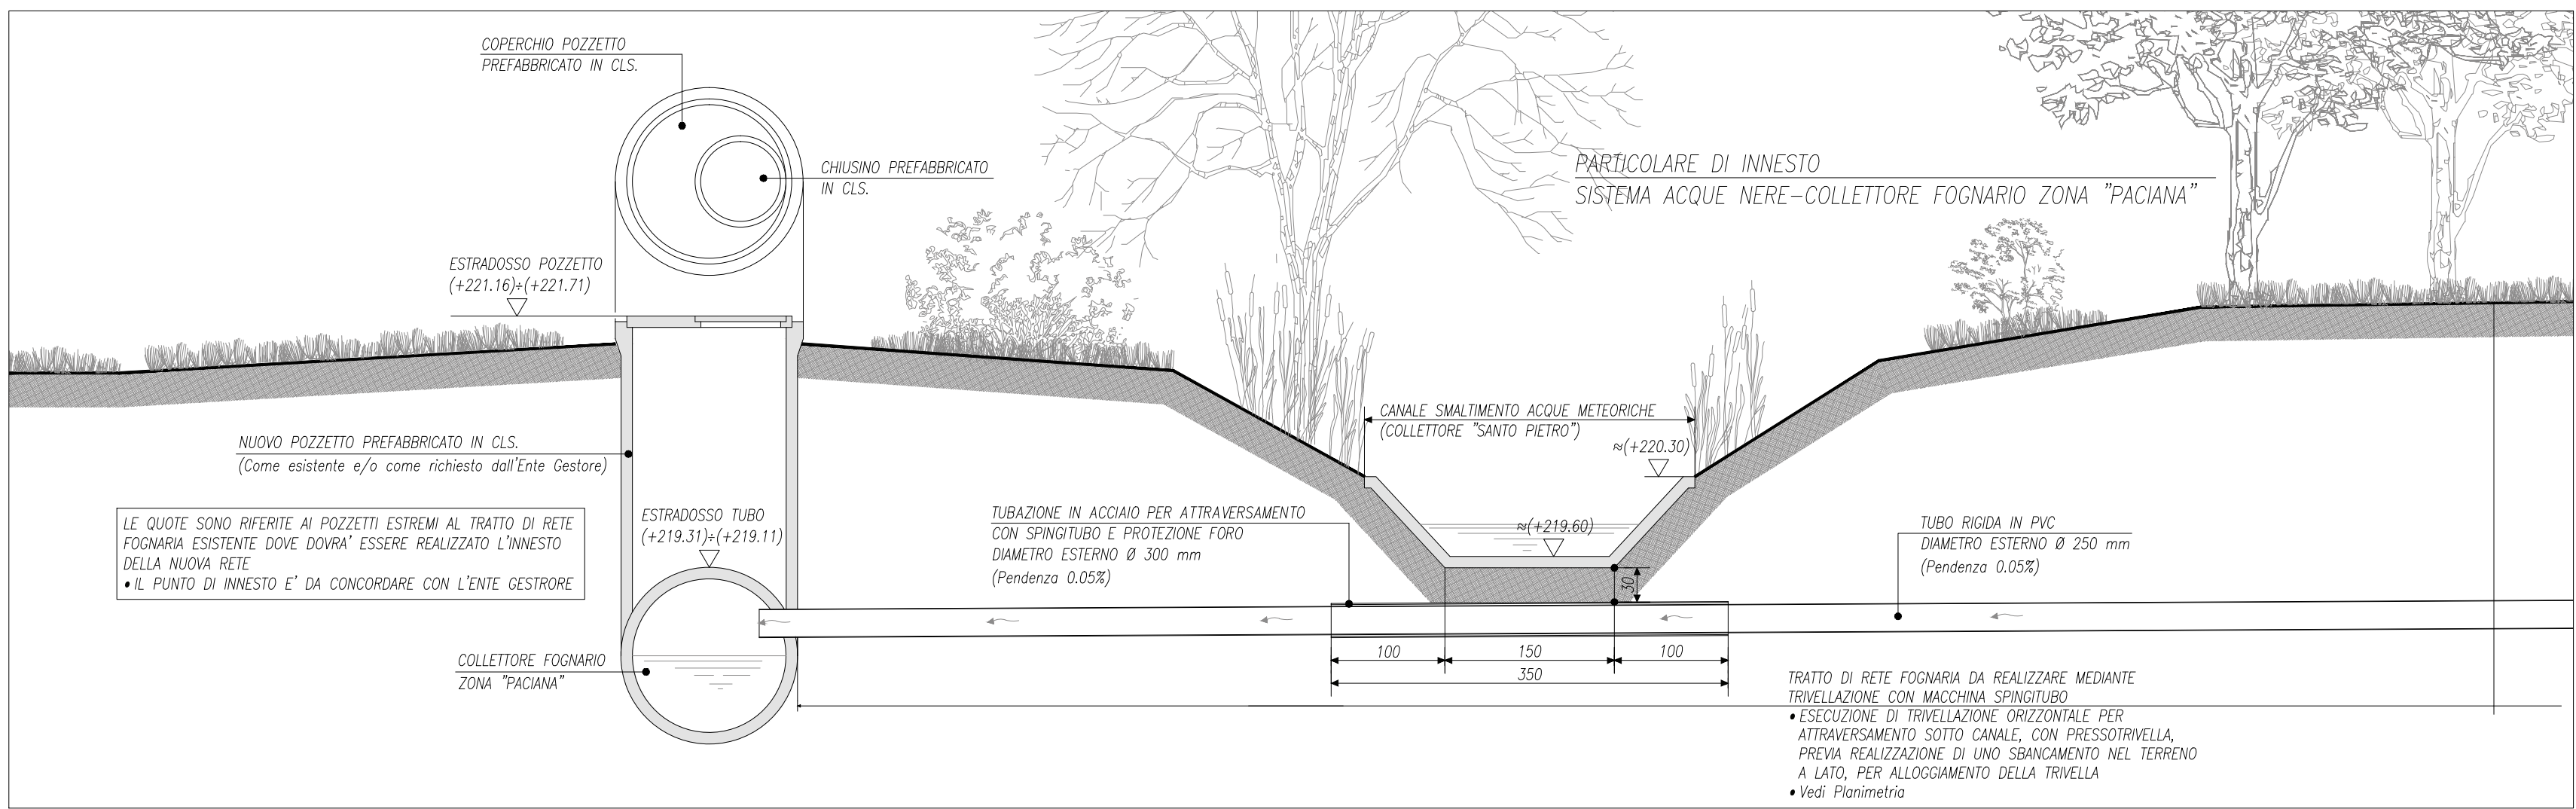 COPERCHIO POZZETTO
PREFABBRICATO IN CLS.
CHIUSINO PREFABBRICATO
IN CLS.
PARTICOLARE DI INNESTO
SISTEMA ACQUE NERE-COLLETTORE FOGNARIO ZONA "PACIANA"
ESTRADOSSO POZZETTO
(+221.16)÷(+221.71)
CANALE SMALTIMENTO ACQUE METEORICHE
(COLLETTORE "SANTO PIETRO")
≈(+220.30)
NUOVO POZZETTO PREFABBRICATO IN CLS.
(Come esistente e/o come richiesto dall'Ente Gestore)
LE QUOTE SONO RIFERITE AI POZZETTI ESTREMI AL TRATTO DI RETE
FOGNARIA ESISTENTE DOVE DOVRA' ESSERE REALIZZATO L'INNESTO
DELLA NUOVA RETE
• IL PUNTO DI INNESTO E' DA CONCORDARE CON L'ENTE GESTRORE
ESTRADOSSO TUBO
(+219.31)÷(+219.11)
TUBAZIONE IN ACCIAIO PER ATTRAVERSAMENTO
CON SPINGITUBO E PROTEZIONE FORO
DIAMETRO ESTERNO Ø 300 mm
(Pendenza 0.05%)
≈(+219.60)
30
TUBO RIGIDA IN PVC
DIAMETRO ESTERNO Ø 250 mm
(Pendenza 0.05%)
COLLETTORE FOGNARIO
ZONA "PACIANA"
100 150 100
350
TRATTO DI RETE FOGNARIA DA REALIZZARE MEDIANTE
TRIVELLAZIONE CON MACCHINA SPINGITUBO
• ESECUZIONE DI TRIVELLAZIONE ORIZZONTALE PER
ATTRAVERSAMENTO SOTTO CANALE, CON PRESSOTRIVELLA,
PREVIA REALIZZAZIONE DI UNO SBANCAMENTO NEL TERRENO
A LATO, PER ALLOGGIAMENTO DELLA TRIVELLA
• Vedi Planimetria